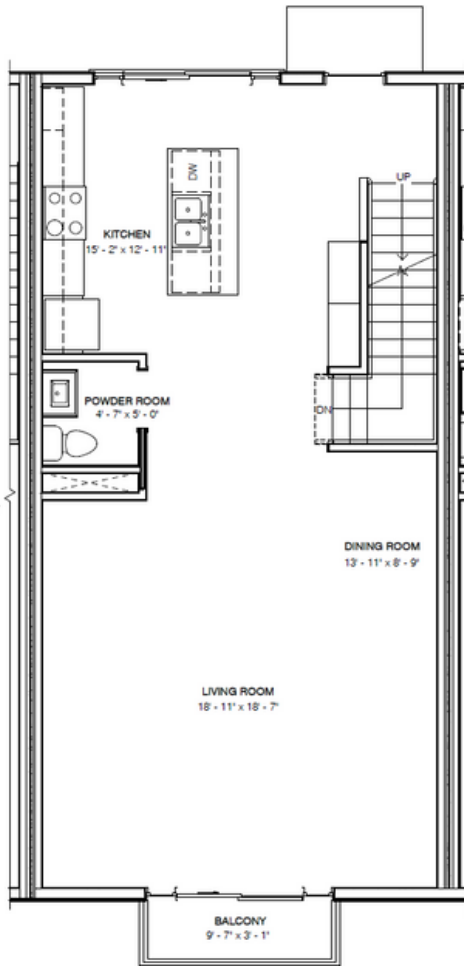 UP
DW
KITCHEN
15' - 2" x 12' - 11"
POWDER ROOM
4' - 7" x 5' - 0"
DN
DINING ROOM
13' - 11" x 8' - 9"
LIVING ROOM
18' - 11" x 18' - 7"
BALCONY
9' - 7" x 3' - 1"